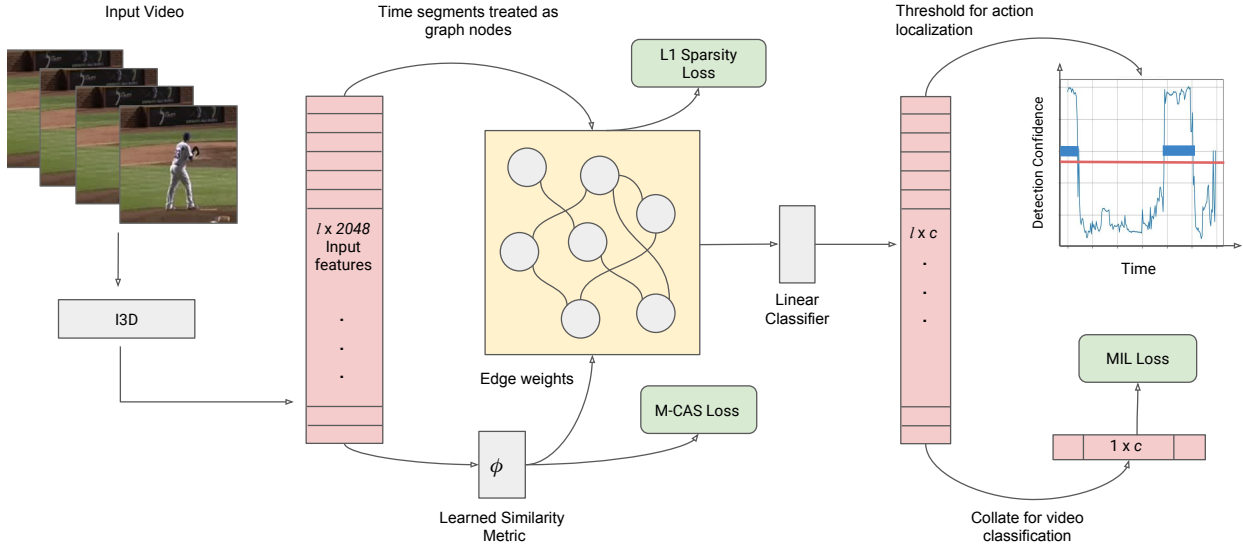 Input Video
Time segments treated as
graph nodes
Threshold for action
localization
L1 Sparsity
Loss
Detection Confidence
l x 2048
Input
features
l x c
.
.
.
.
.
.
I3D
Linear
Classifier
Time
Edge weights
MIL Loss
M-CAS Loss
1 x c
ϕ
Learned Similarity
Metric
Collate for video
classification